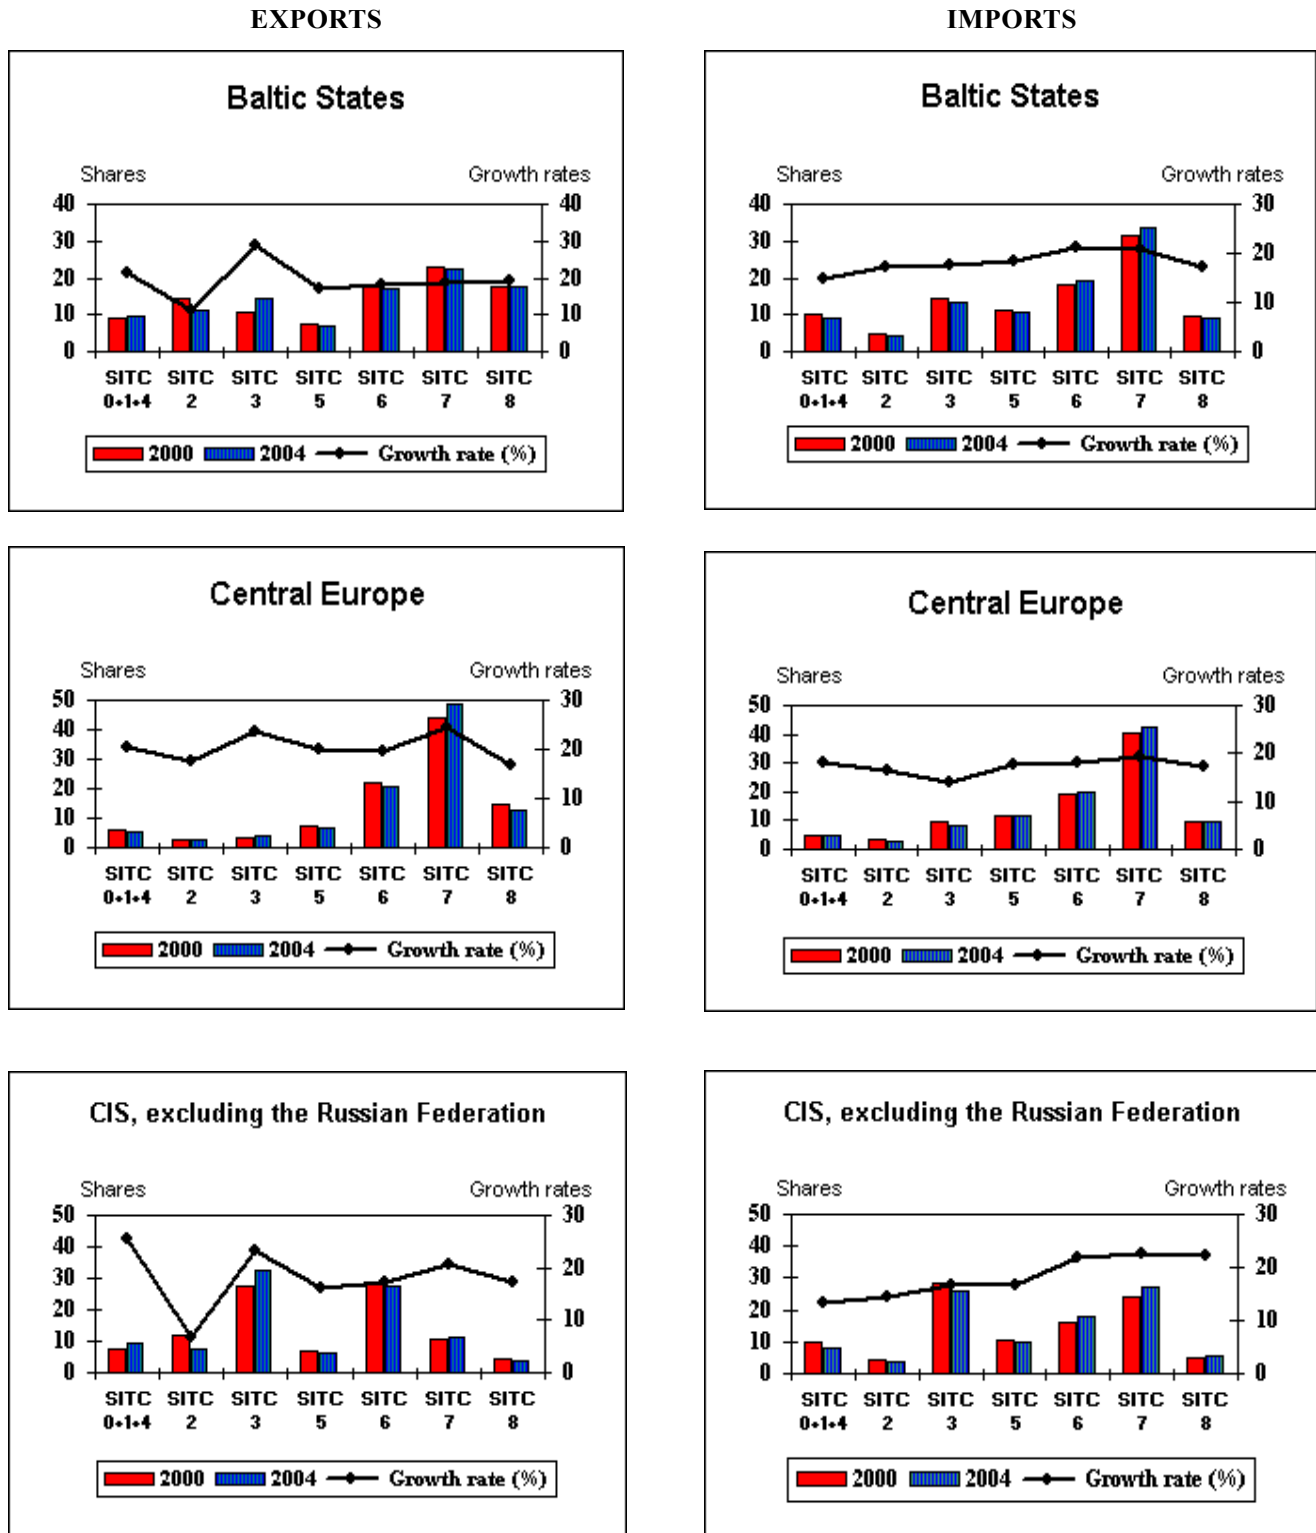 EXPORTS
IMPORTS
Baltic States
Shares Growth rates
40 40
30 30
20 20
10 10
0 0
SITC SITC SITC SITC SITC SITC SITC
0+1+4 2 3 5 6 7 8
2000 2004 Growth rate (%)
Baltic States
Shares Growth rates
40 30
30
20
20
10
10
0 0
SITC SITC SITC SITC SITC SITC SITC
0+1+4 2 3 5 6 7 8
2000 2004 Growth rate (%)
Central Europe
Shares Growth rates
50 30
40
20
30
20
10
10
0 0
SITC SITC SITC SITC SITC SITC SITC
0+1+4 2 3 5 6 7 8
2000 2004 Growth rate (%)
Central Europe
Shares Growth rates
50 30
40
20
30
20
10
10
0 0
SITC SITC SITC SITC SITC SITC SITC
0+1+4 2 3 5 6 7 8
2000 2004 Growth rate (%)
CIS, excluding the Russian Federation
Shares Growth rates
50 30
40
20
30
20
10
10
0 0
SITC SITC SITC SITC SITC SITC SITC
0+1+4 2 3 5 6 7 8
2000 2004 Growth rate (%)
CIS, excluding the Russian Federation
Shares Growth rates
50 30
40
20
30
20
10
10
0 0
SITC SITC SITC SITC SITC SITC SITC
0+1+4 2 3 5 6 7 8
2000 2004 Growth rate (%)